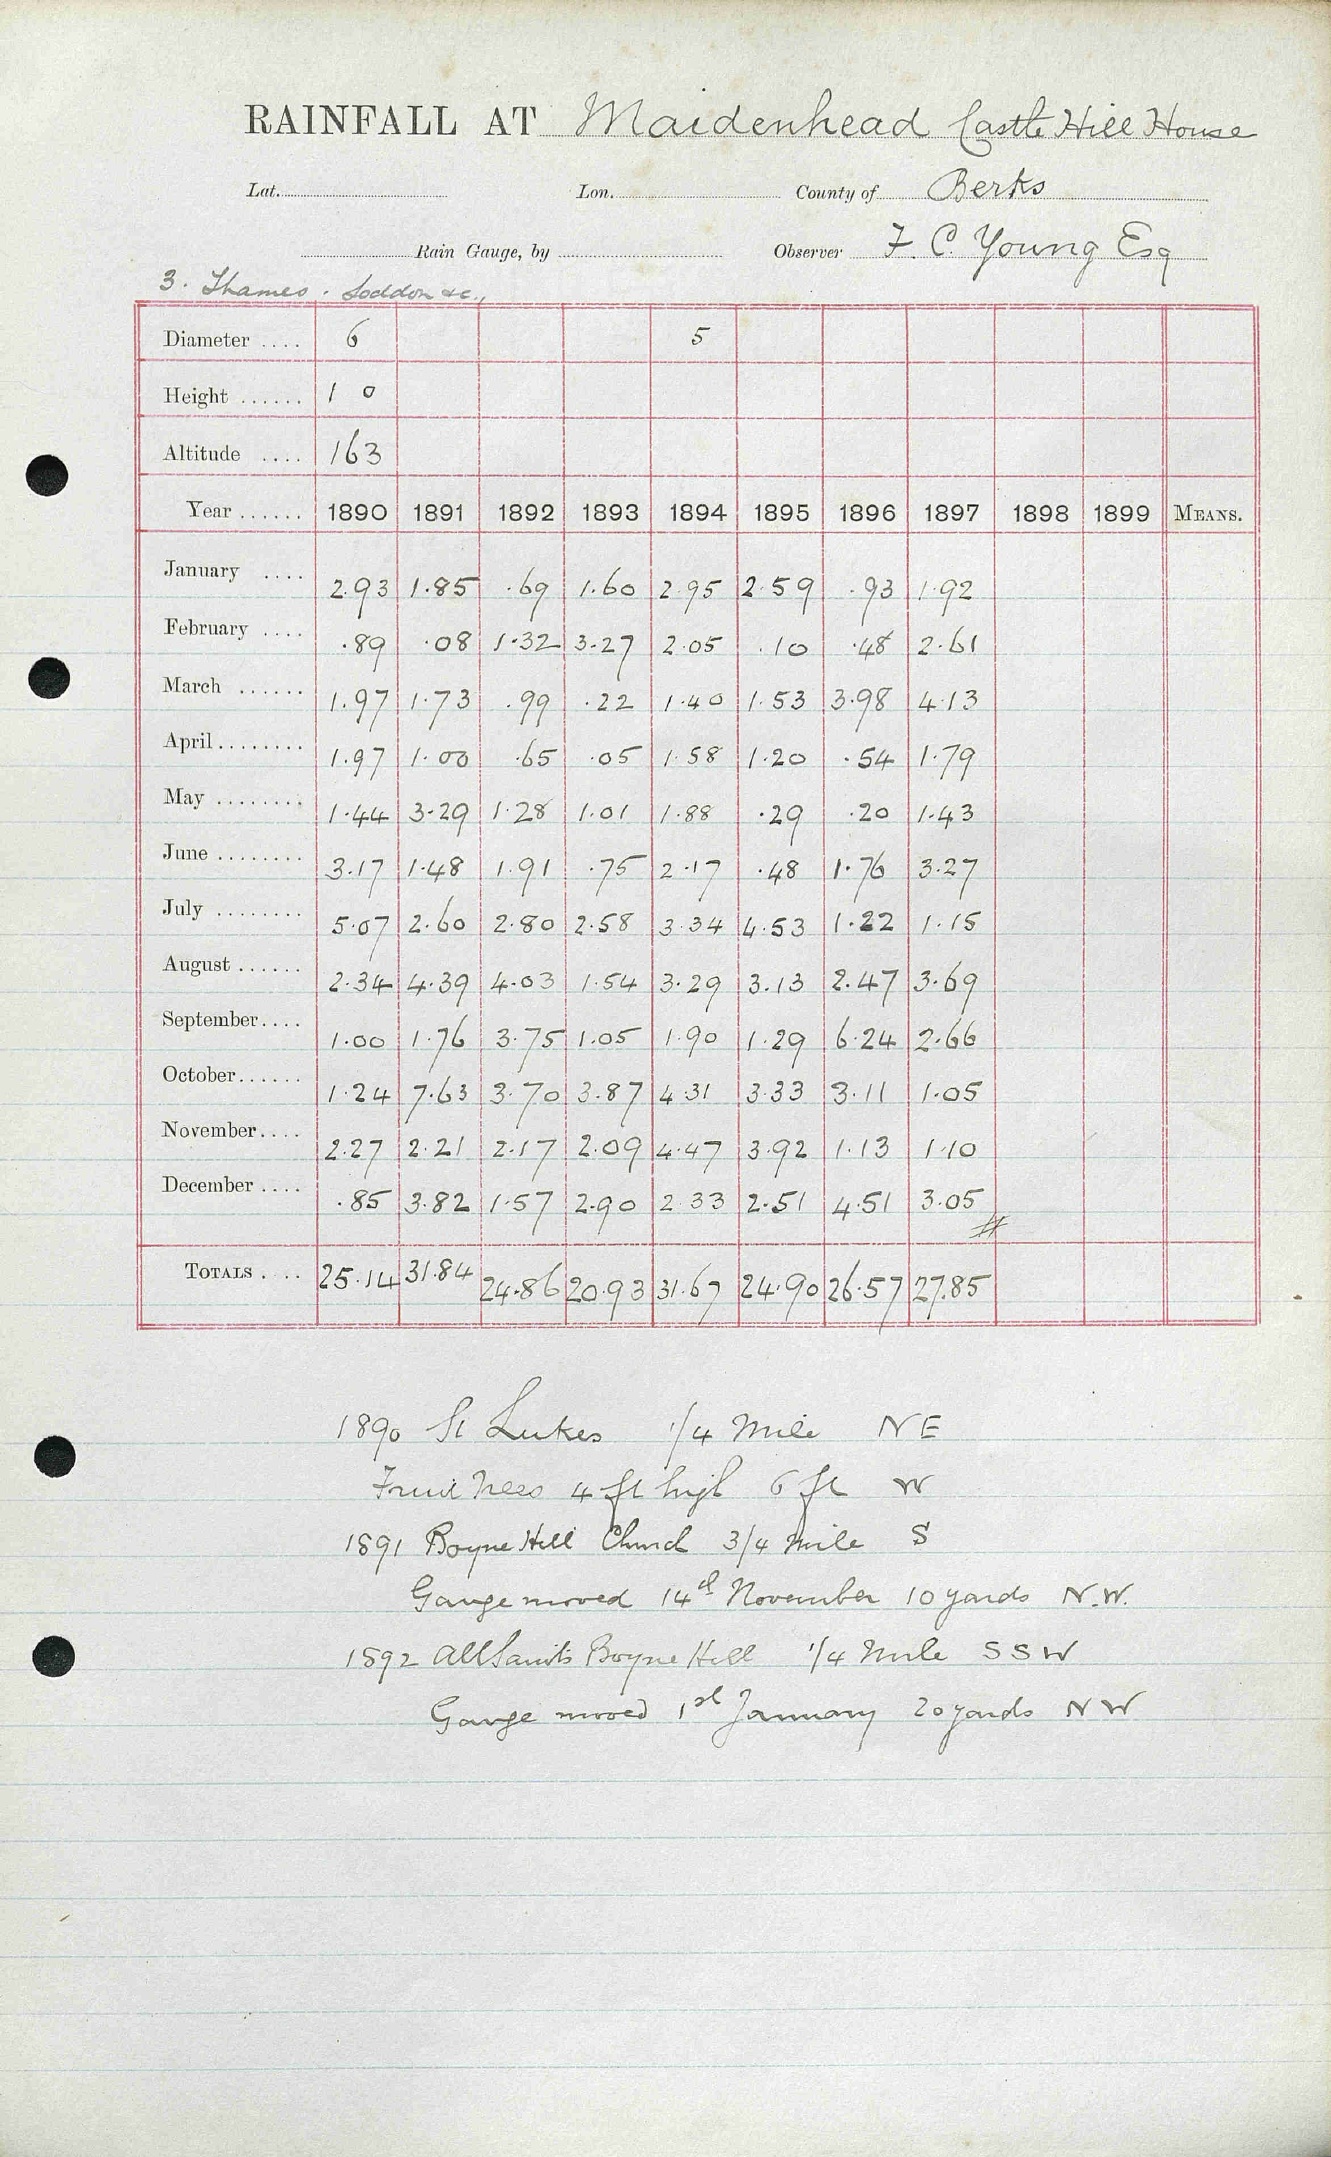 RAINFALL AT Maidenhead Castle Hill House
Lat. Lon. County of Berks
Rain Gauge, by Observer F. C. Young Esq
3. Thames. Loddon &c.,
Diameter .... 6 5
Height ...... 1 0
Altitude .... 163
Year ...... 1890 1891 1892 1893 1894 1895 1896 1897 1898 1899 MEANS.
January .... 2.93 1.85 .69 1.60 2.95 2.59 .93 1.92
February .... .89 .08 1.32 3.27 2.05 .10 .48 2.61
March ...... 1.97 1.73 .99 .22 1.40 1.53 3.98 4.13
April........ 1.97 1.00 .65 .05 1.58 1.20 .54 1.79
May ........ 1.44 3.29 1.28 1.01 1.88 .29 .20 1.43
June ........ 3.17 1.48 1.91 .75 2.17 .48 1.76 3.27
July ........ 5.07 2.60 2.80 2.58 3.34 4.53 1.22 1.15
August ...... 2.34 4.39 4.03 1.54 3.29 3.13 2.47 3.69
September.... 1.00 1.76 3.75 1.05 1.90 1.29 6.24 2.66
October...... 1.24 7.63 3.70 3.87 4.31 3.33 3.11 1.05
November.... 2.27 2.21 2.17 2.09 4.47 3.92 1.13 1.10
December .... .85 3.82 1.57 2.90 2.33 2.51 4.51 3.05
TOTALS .... 25.14 31.84 24.86 20.93 31.67 24.90 26.57 27.85
1890 St Lukes 1/4 Mile NE
Fruit trees 4 ft high 6 ft W
1891 Boyne Hill Church 3/4 Mile S
Gauge moved 14th November 10 yards N.W.
1892 All Saints Boyne Hill 1/4 Mile SSW
Gauge moved 1st January 20 yards NW